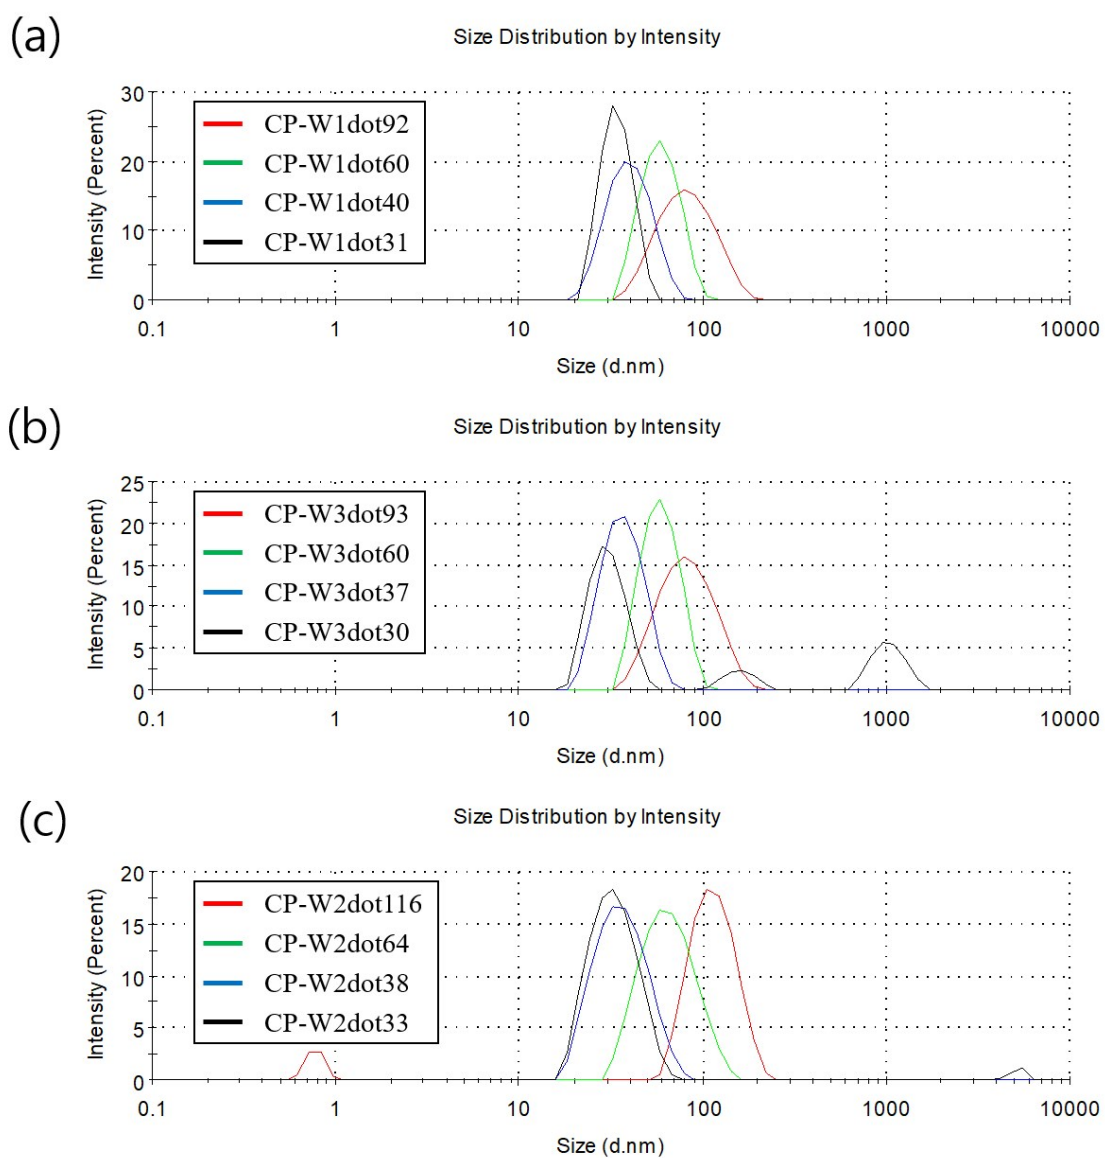 (a)
Size Distribution by Intensity
Intensity (Percent)
30
20
10
0
CP-W1dot92
CP-W1dot60
CP-W1dot40
CP-W1dot31
0.1 1 10 100 1000 10000
Size (d.nm)
(b)
Size Distribution by Intensity
Intensity (Percent)
25
20
15
10
5
0
CP-W3dot93
CP-W3dot60
CP-W3dot37
CP-W3dot30
0.1 1 10 100 1000 10000
Size (d.nm)
(c)
Size Distribution by Intensity
Intensity (Percent)
20
15
10
5
0
CP-W2dot116
CP-W2dot64
CP-W2dot38
CP-W2dot33
0.1 1 10 100 1000 10000
Size (d.nm)